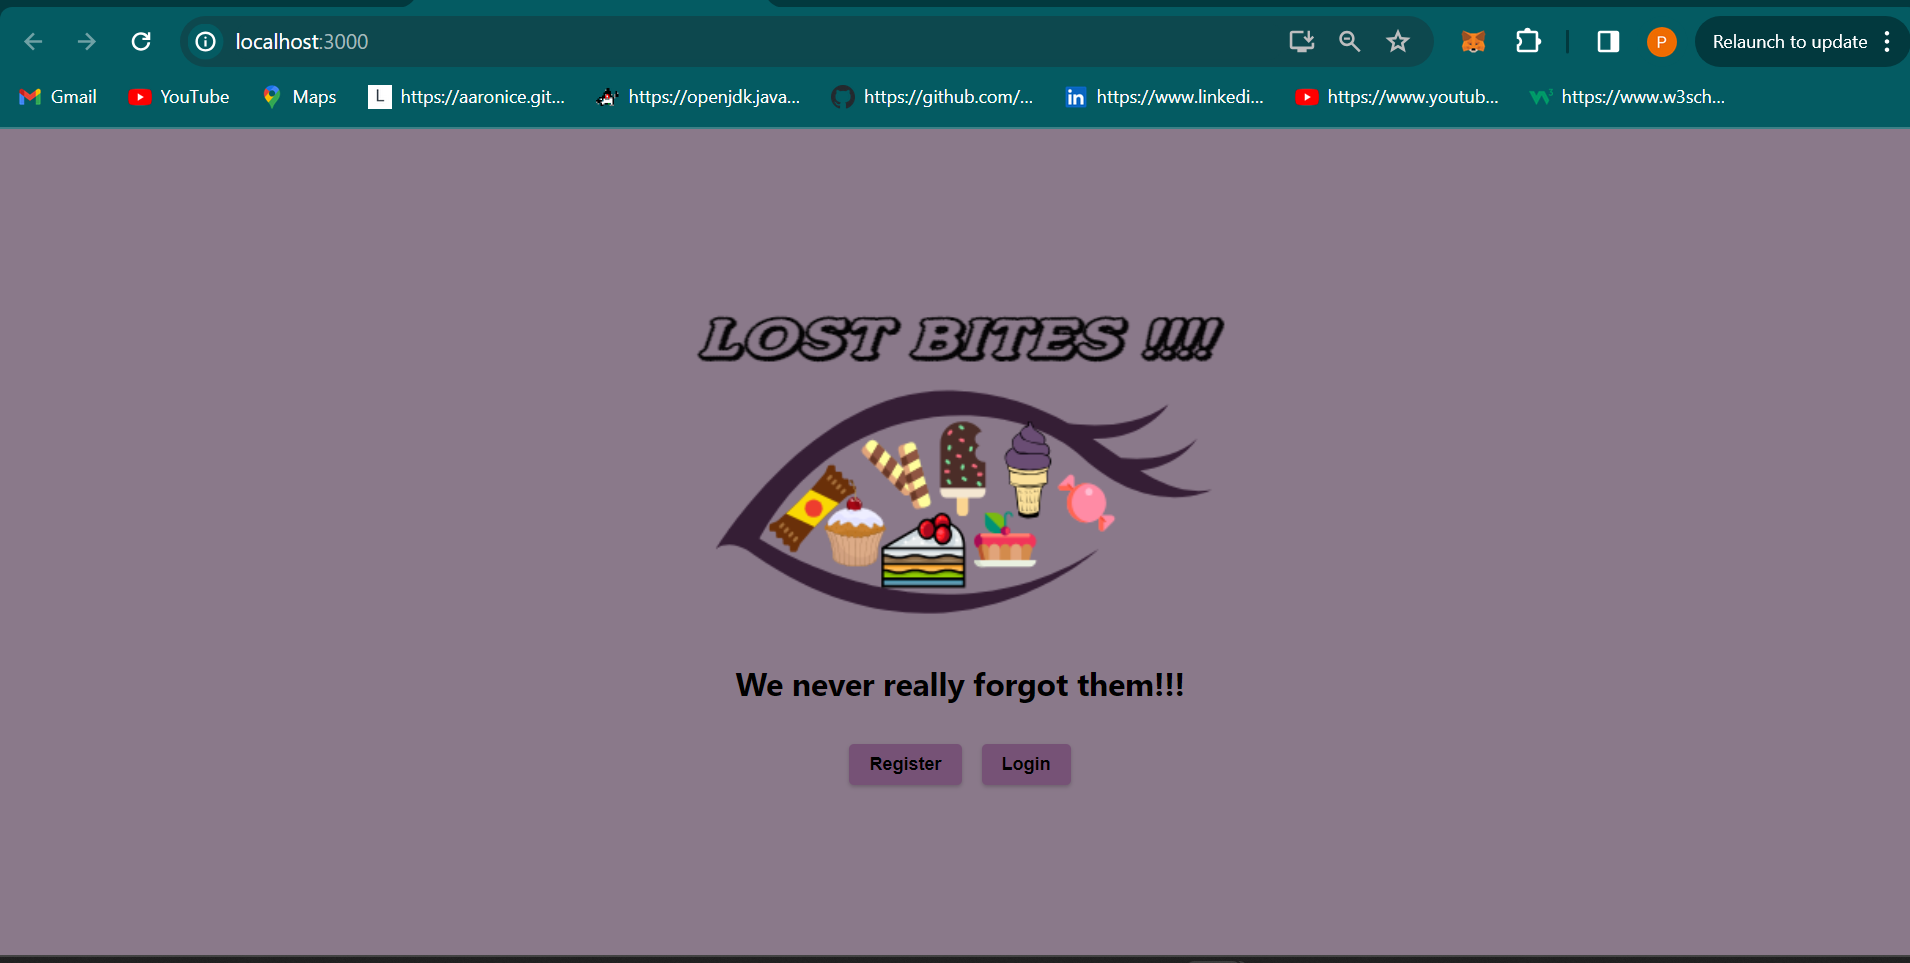 localhost:3000
P
Relaunch to update
Gmail
YouTube
Maps
L
https://aaronice.git...
https://openjdk.java...
https://github.com/...
in
https://www.linkedi...
https://www.youtub...
https://www.w3sch...
LOST BITES !!!!
We never really forgot them!!!
Register
Login